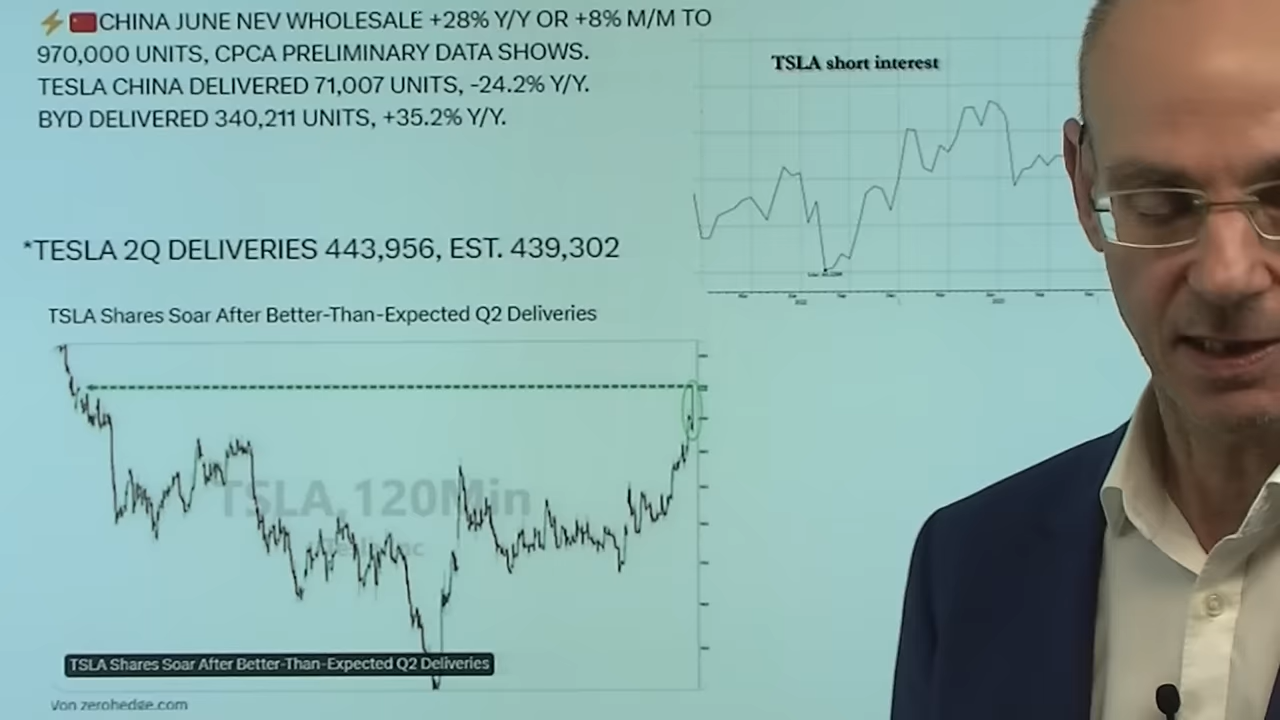 ⚡🇨🇳CHINA JUNE NEV WHOLESALE +28% Y/Y OR +8% M/M TO
970,000 UNITS, CPCA PRELIMINARY DATA SHOWS.
TESLA CHINA DELIVERED 71,007 UNITS, -24.2% Y/Y.
BYD DELIVERED 340,211 UNITS, +35.2% Y/Y.
TSLA short interest
*TESLA 2Q DELIVERIES 443,956, EST. 439,302
TSLA Shares Soar After Better-Than-Expected Q2 Deliveries
TSLA, 120Min
TSLA Shares Soar After Better-Than-Expected Q2 Deliveries
Von zerohedge.com